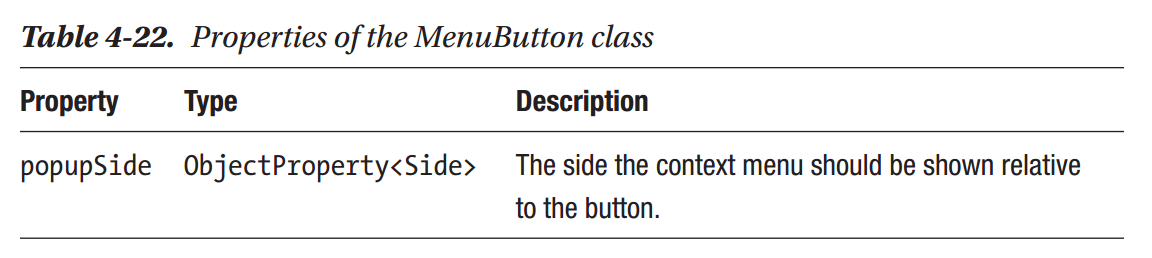 Table 4-22. Properties of the MenuButton class
Property Type Description
popupSide ObjectProperty<Side> The side the context menu should be shown relative
to the button.